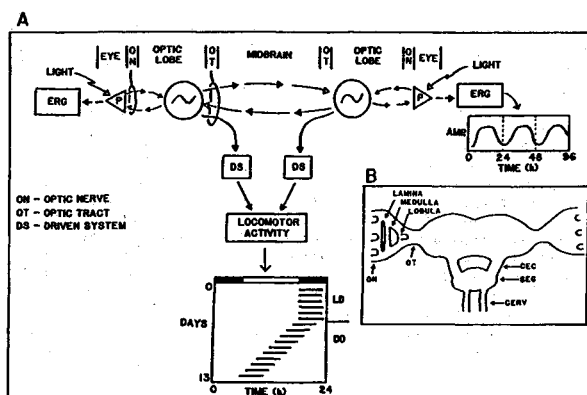 A
EYE ON OPTIC LOBE OT MIDBRAIN OT OPTIC LOBE ON EYE
LIGHT LIGHT
ERG P P ERG
AMP
0 24 48 96
TIME (h)
DS DS
ON - OPTIC NERVE
OT - OPTIC TRACT
DS - DRIVEN SYSTEM
LOCOMOTOR
ACTIVITY
B
LAMINA
MEDULLA
LOBULA
ON OT
CEC
SEG
CERV
0
LD
DAYS
DD
13
0 24
TIME (h)